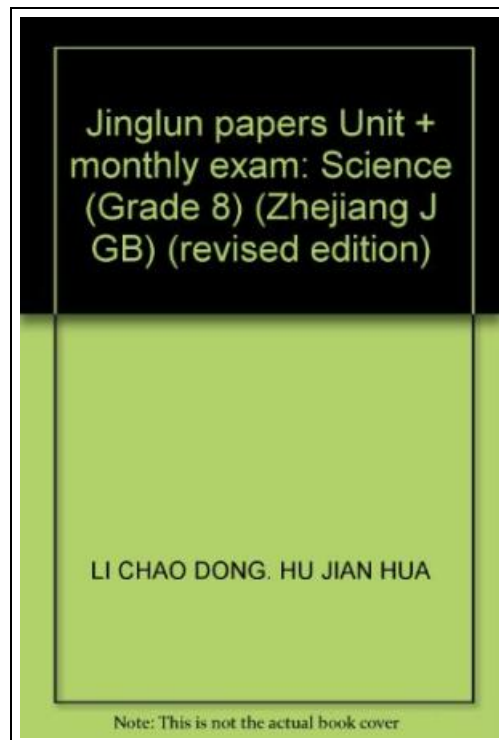 Jinglun papers Unit +
monthly exam: Science
(Grade 8) (Zhejiang J
GB) (revised edition)
LI CHAO DONG. HU JIAN HUA
Note: This is not the actual book cover